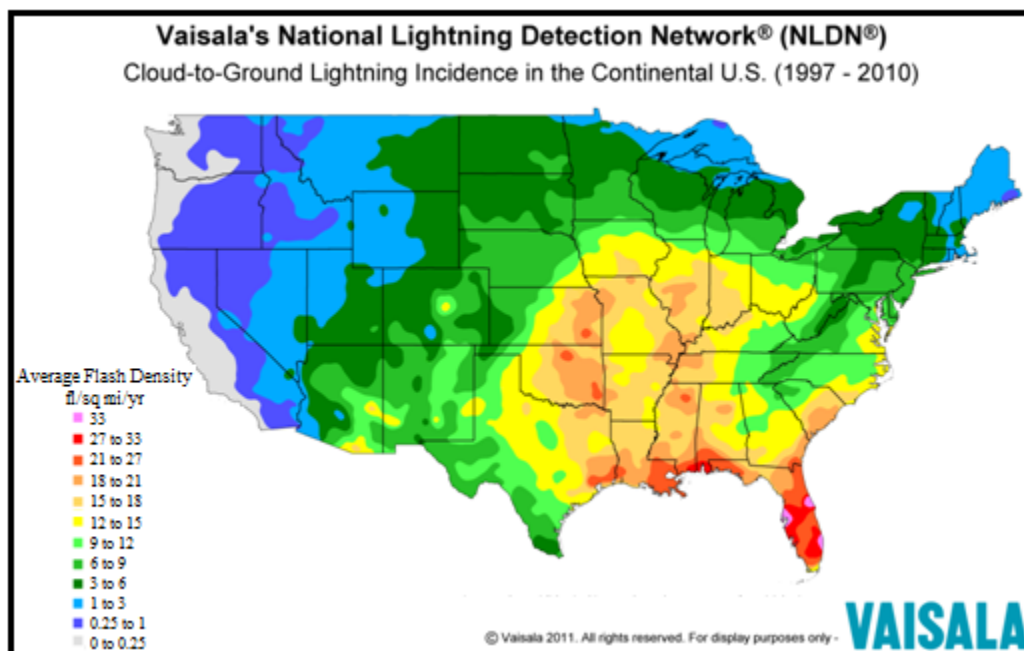 Vaisala's National Lightning Detection Network® (NLDN®)
Cloud-to-Ground Lightning Incidence in the Continental U.S. (1997 - 2010)
Average Flash Density
fl/sq mi/yr
33
27 to 33
21 to 27
18 to 21
15 to 18
12 to 15
9 to 12
6 to 9
3 to 6
1 to 3
0.25 to 1
0 to 0.25
© Vaisala 2011. All rights reserved. For display purposes only -
VAISALA